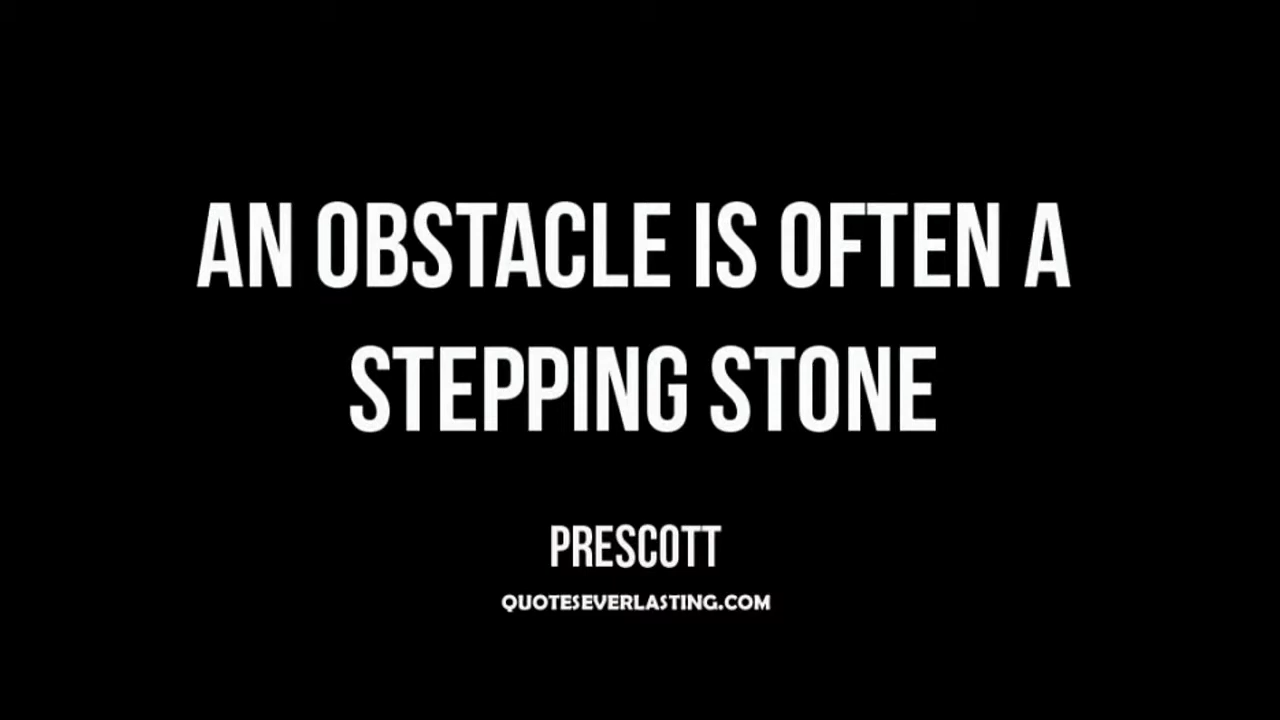 AN OBSTACLE IS OFTEN A
STEPPING STONE
PRESCOTT
QUOTESEVERLASTING.COM